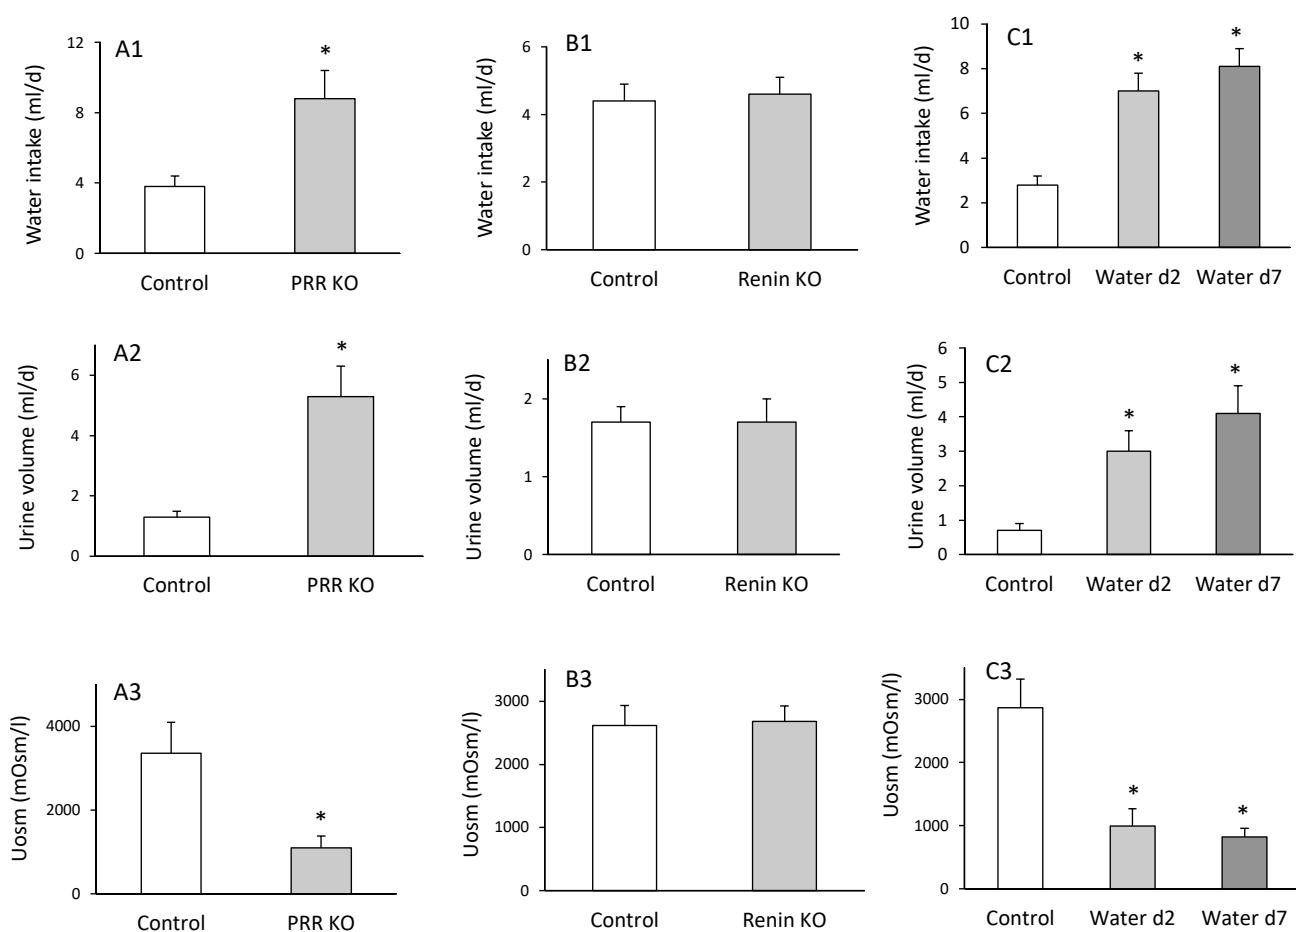 A1
Water intake (ml/d)
12
8
4
0
*
Control PRR KO
B1
Water intake (ml/d)
6
4
2
0
Control Renin KO
C1
Water intake (ml/d)
10
8
6
4
2
0
* *
Control Water d2 Water d7
A2
Urine volume (ml/d)
6
4
2
0
*
Control PRR KO
B2
Urine volume (ml/d)
2
1
0
Control Renin KO
C2
Urine volume (ml/d)
6
5
4
3
2
1
0
* *
Control Water d2 Water d7
A3
Uosm (mOsm/l)
4000
2000
0
*
Control PRR KO
B3
Uosm (mOsm/l)
3000
2000
1000
0
Control Renin KO
C3
Uosm (mOsm/l)
3000
2000
1000
0
* *
Control Water d2 Water d7